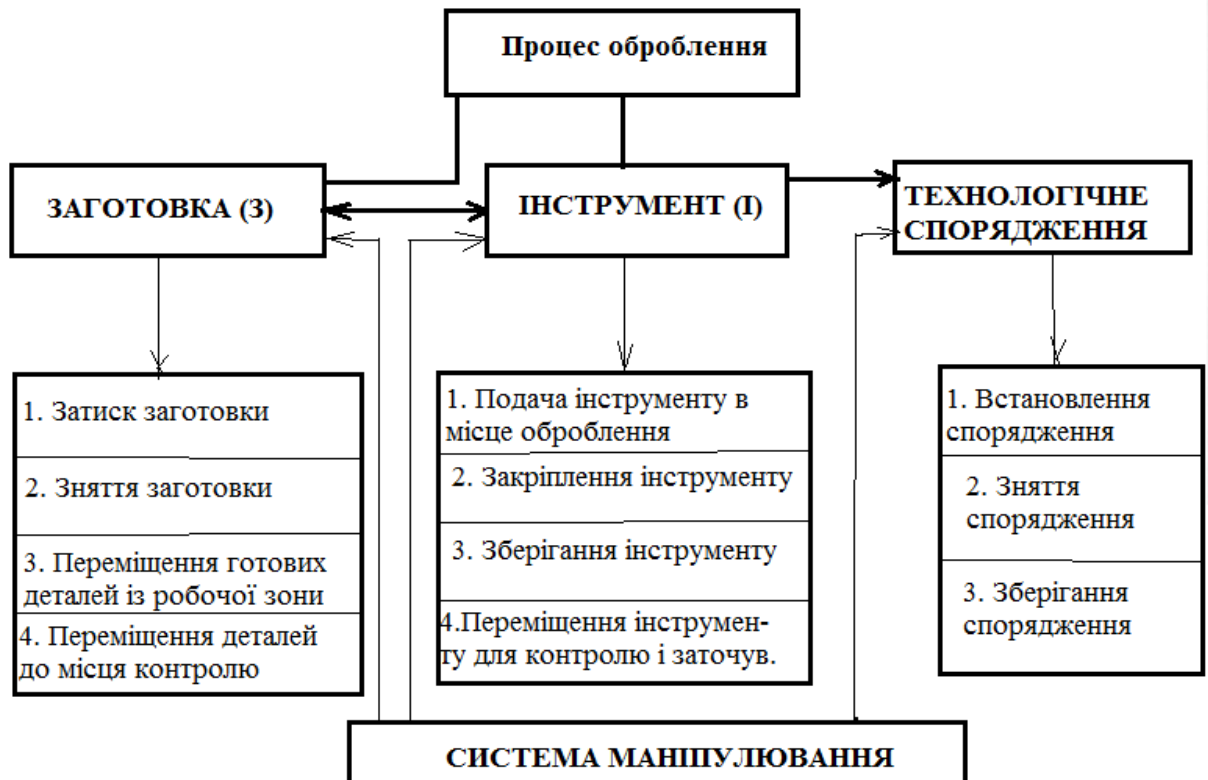 Процес оброблення
ЗАГОТОВКА (З)
ІНСТРУМЕНТ (І)
ТЕХНОЛОГІЧНЕ
СПОРЯДЖЕННЯ
1. Затиск заготовки
2. Зняття заготовки
3. Переміщення готових
деталей із робочої зони
4. Переміщення деталей
до місця контролю
1. Подача інструменту в
місце оброблення
2. Закріплення інструменту
3. Зберігання інструменту
4.Переміщення інструмен-
ту для контролю і заточув.
1. Встановлення
спорядження
2. Зняття
спорядження
3. Зберігання
спорядження
СИСТЕМА МАНІПУЛЮВАННЯ